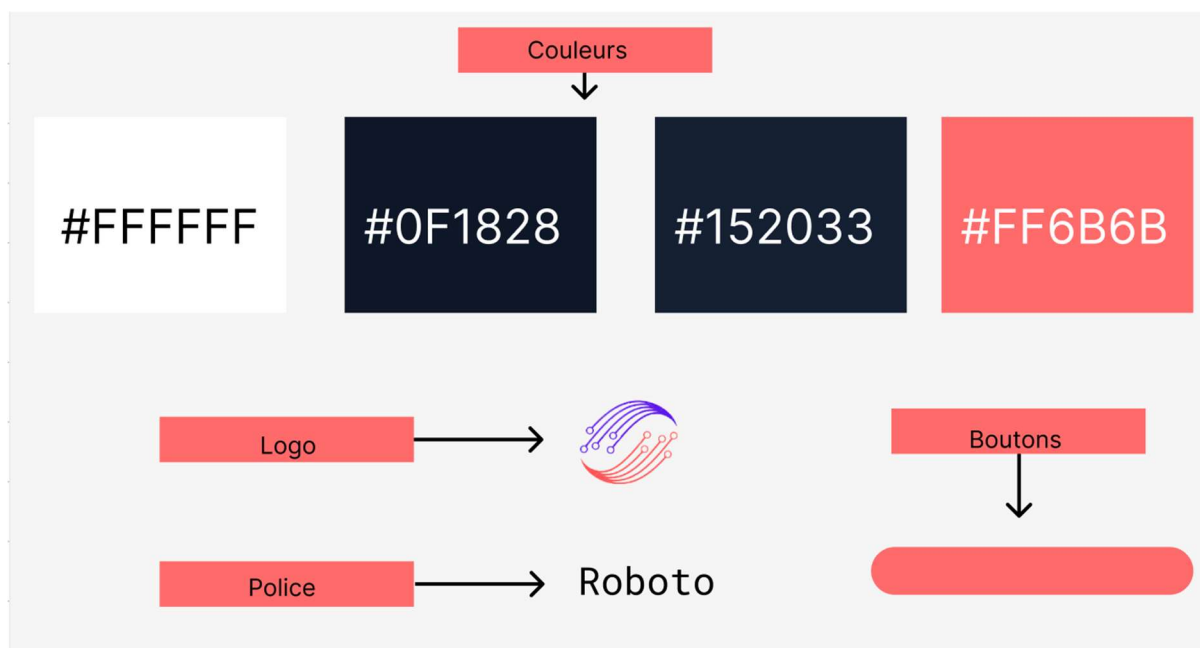 Couleurs
#FFFFFF
#0F1828
#152033
#FF6B6B
Logo
Boutons
Police
Roboto